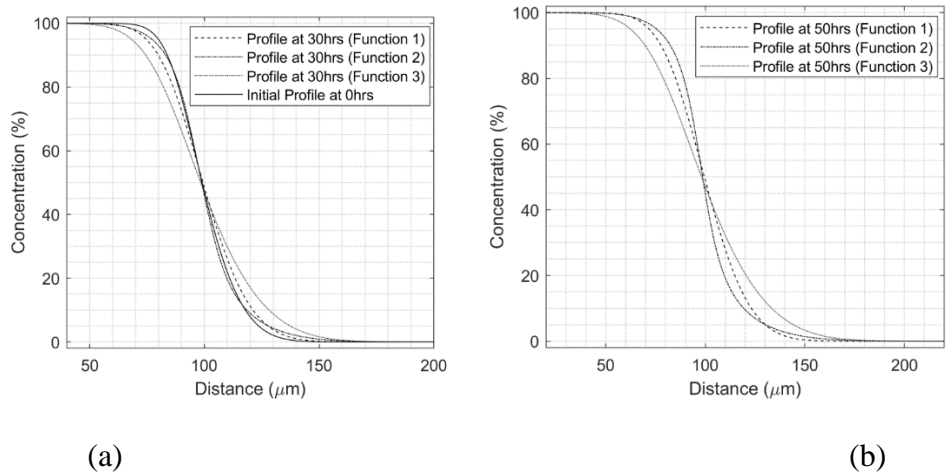 100
80
60
40
20
0
Concentration (%)
50
100
150
200
Distance (μm)
Profile at 30hrs (Function 1)
Profile at 30hrs (Function 2)
Profile at 30hrs (Function 3)
Initial Profile at 0hrs
(a)
100
80
60
40
20
0
Concentration (%)
50
100
150
200
Distance (μm)
Profile at 50hrs (Function 1)
Profile at 50hrs (Function 2)
Profile at 50hrs (Function 3)
(b)